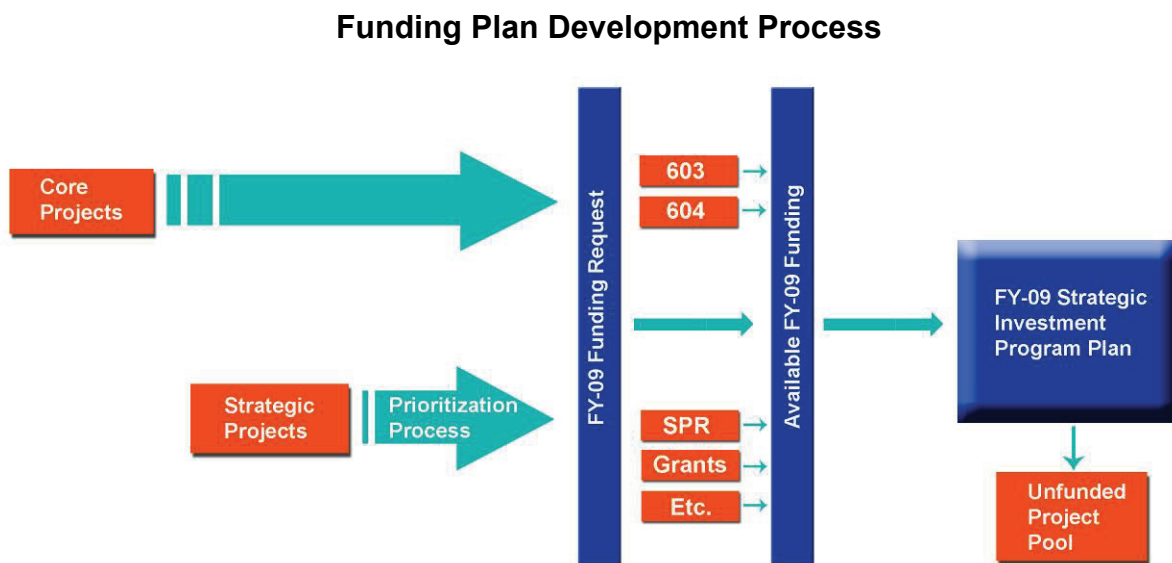 Funding Plan Development Process
Core
Projects
Strategic
Projects
Prioritization
Process
FY-09 Funding Request
603
604
SPR
Grants
Etc.
Available FY-09 Funding
FY-09 Strategic
Investment
Program Plan
Unfunded
Project
Pool